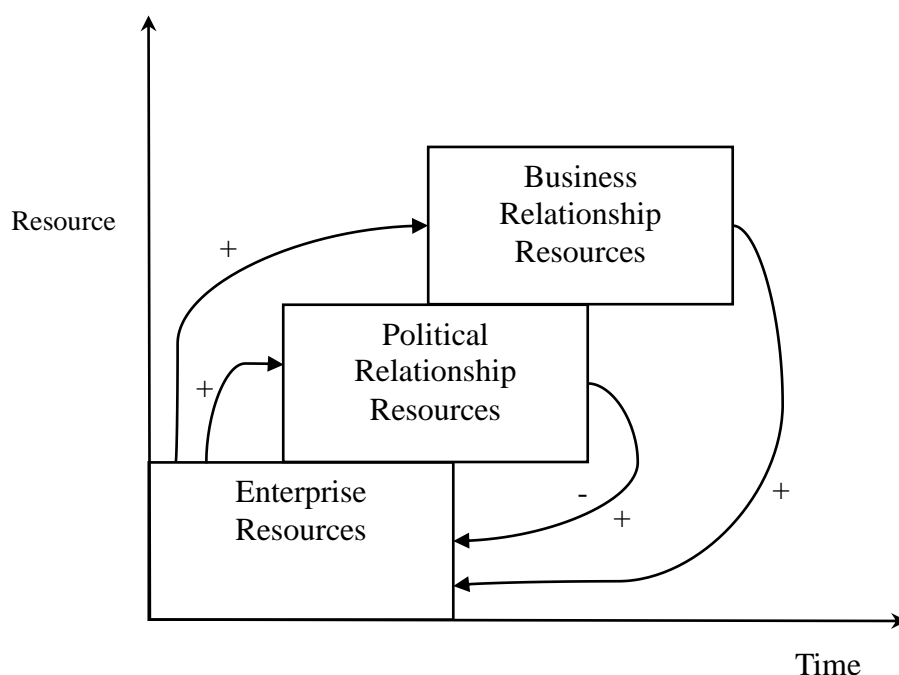 Business
Relationship
Resources
Resource
+
Political
Relationship
Resources
+
Enterprise
Resources
-
+
+
Time